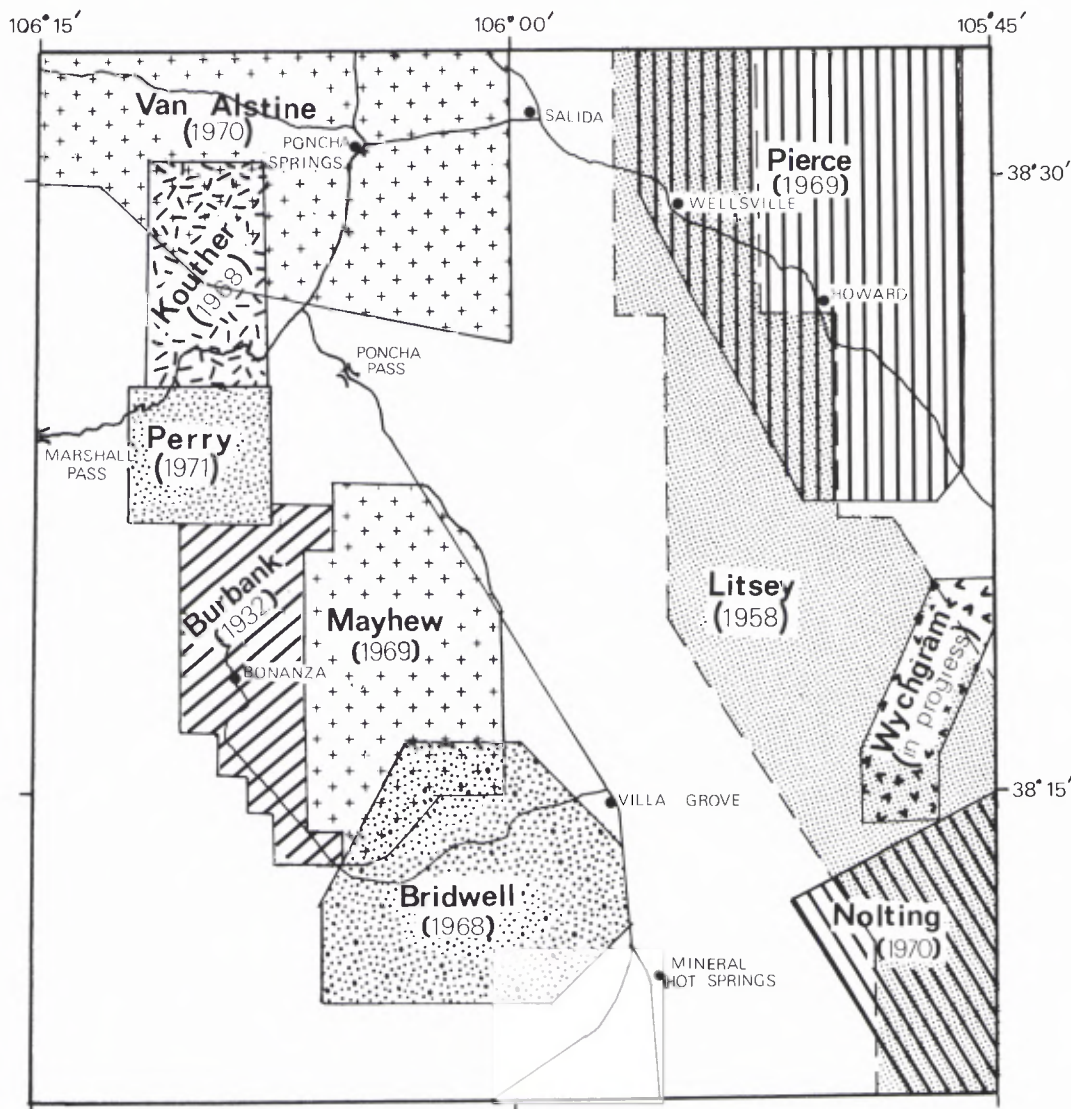 106°15′
106°00′
105°45′
Van Alstine
(1970)
PONCHA
SPRINGS
SALIDA
Pierce
(1969)
38°30′
WELLSVILLE
Kouther
(1968)
HOWARD
PONCHA
PASS
Perry
(1971)
MARSHALL
PASS
Burbank
(1932)
Mayhew
(1969)
BONANZA
Litsey
(1958)
Wychgram
(in progress)
38°15′
VILLA GROVE
Bridwell
(1968)
Nolting
(1970)
MINERAL
HOT SPRINGS